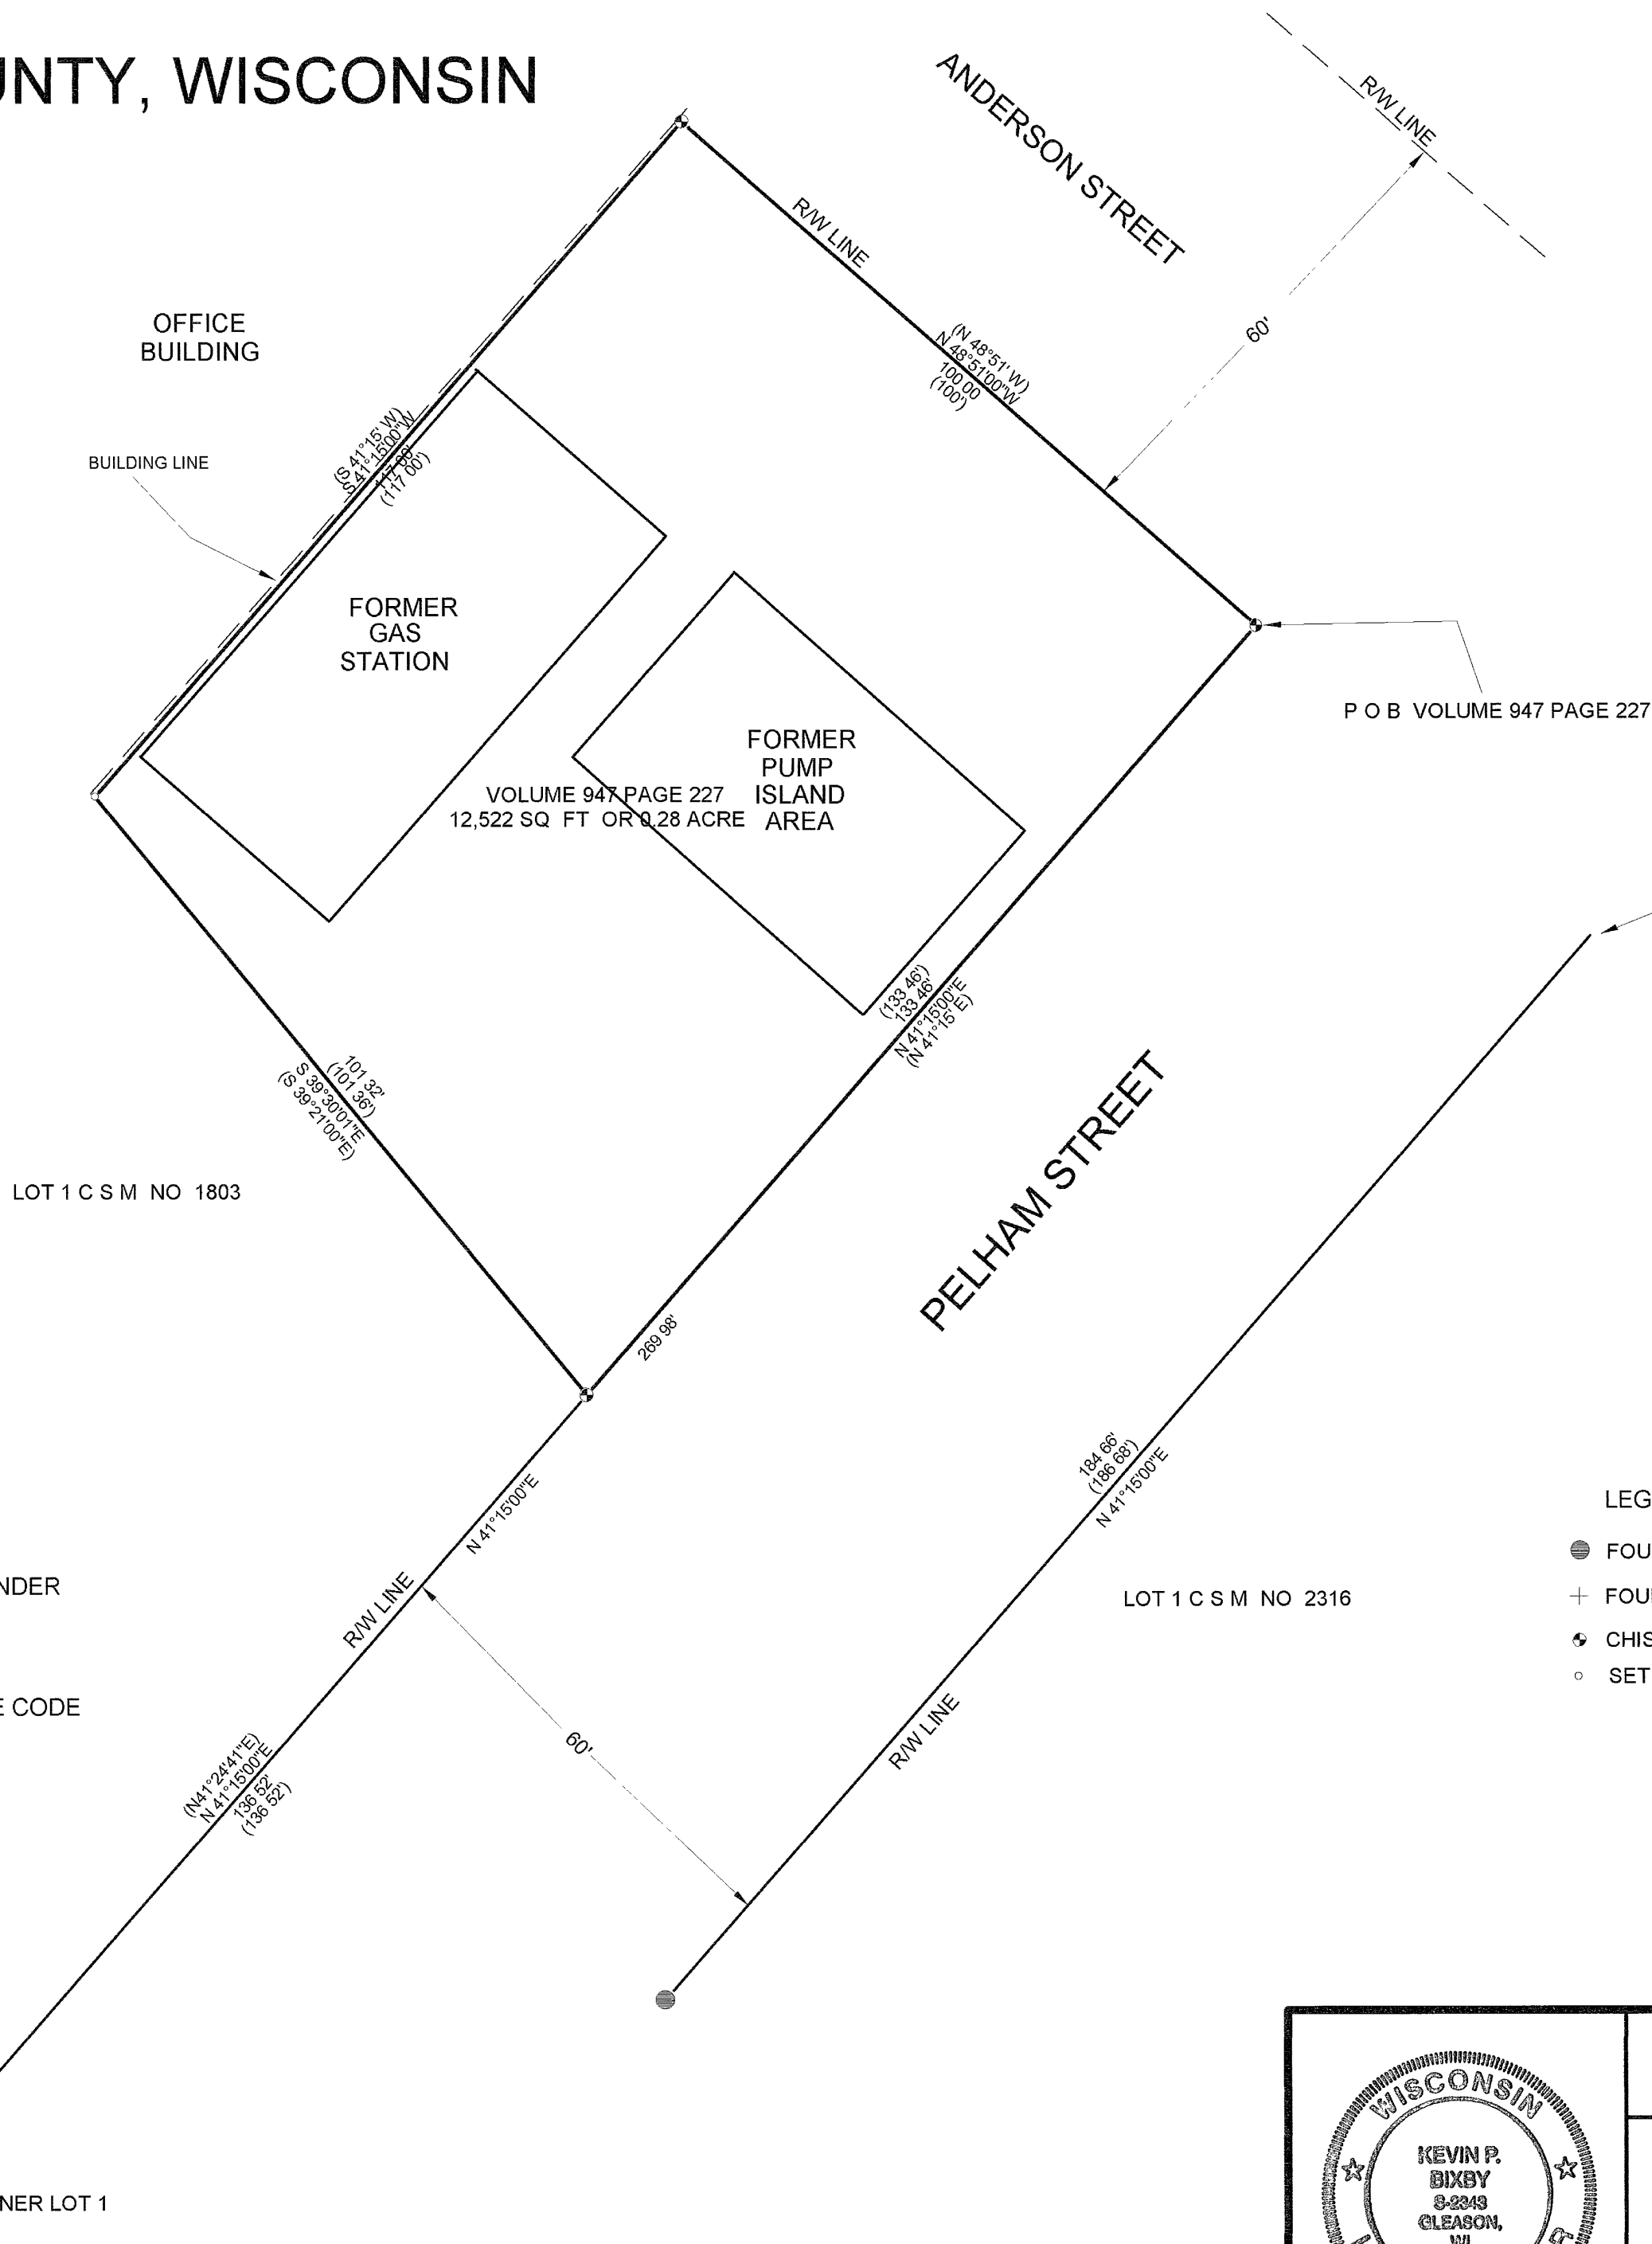 UNTY, WISCONSIN
ANDERSON STREET
R/W LINE
R/W LINE
60'
OFFICE
BUILDING
(N 48°51' W)
N 48°51'00"W
100 00
(100')
BUILDING LINE
(S 41°15' W)
S 41°15'00"W
117 00'
(117 00')
FORMER
GAS
STATION
P O B VOLUME 947 PAGE 227
FORMER
PUMP
ISLAND
AREA
VOLUME 947 PAGE 227
12,522 SQ FT OR 0.28 ACRE
(133 46')
133 46'
N 41°15'00"E
(N 41°15' E)
101 32'
(101 36')
S 39°30'01"E
(S 39°21'00"E)
LOT 1 C S M NO 1803
PELHAM STREET
269 98'
184 66'
(186 68')
N 41°15'00"E
N 41°15'00"E
LEG
FOU
FOU
CHIS
SET
NDER
R/W LINE
LOT 1 C S M NO 2316
E CODE
R/W LINE
60'
(N41°24'41"E)
N 41°15'00"E
136 52'
(136 52')
NER LOT 1
WISCONSIN
KEVIN P.
BIXBY
S-2343
GLEASON,
WI